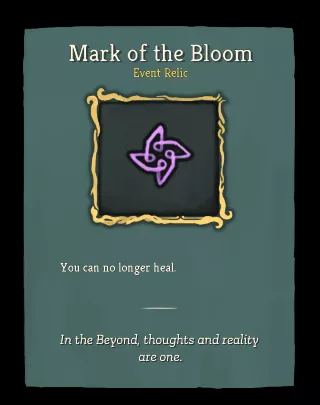 Mark of the Bloom
Event Relic
You can no longer heal.
In the Beyond, thoughts and reality
are one.